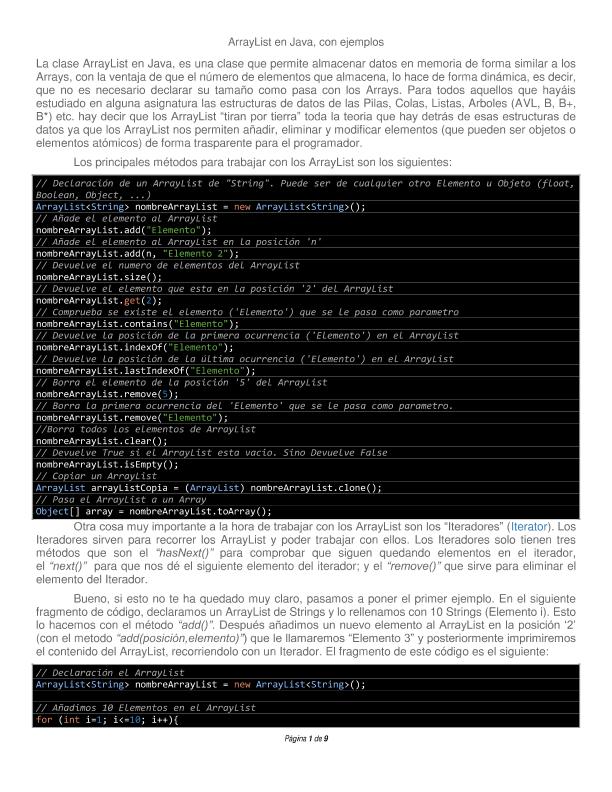 ArrayList en Java, con ejemplos
La clase ArrayList en Java, es una clase que permite almacenar datos en memoria de forma similar a los
Arrays, con la ventaja de que el número de elementos que almacena, lo hace de forma dinámica, es decir,
que no es necesario declarar su tamaño como pasa con los Arrays. Para todos aquellos que hayáis
estudiado en alguna asignatura las estructuras de datos de las Pilas, Colas, Listas, Arboles (AVL, B, B+,
B*) etc. hay decir que los ArrayList “tiran por tierra” toda la teoria que hay detrás de esas estructuras de
datos ya que los ArrayList nos permiten añadir, eliminar y modificar elementos (que pueden ser objetos o
elementos atómicos) de forma trasparente para el programador.
Los principales métodos para trabajar con los ArrayList son los siguientes:
// Declaración de un ArrayList de "String". Puede ser de cualquier otro Elemento u Objeto (float,
Boolean, Object, ...)
ArrayList<String> nombreArrayList = new ArrayList<String>();
// Añade el elemento al ArrayList
nombreArrayList.add("Elemento");
// Añade el elemento al ArrayList en la posición 'n'
nombreArrayList.add(n, "Elemento 2");
// Devuelve el numero de elementos del ArrayList
nombreArrayList.size();
// Devuelve el elemento que esta en la posición '2' del ArrayList
nombreArrayList.get(2);
// Comprueba se existe el elemento ('Elemento') que se le pasa como parametro
nombreArrayList.contains("Elemento");
// Devuelve la posición de la primera ocurrencia ('Elemento') en el ArrayList
nombreArrayList.indexOf("Elemento");
// Devuelve la posición de la última ocurrencia ('Elemento') en el ArrayList
nombreArrayList.lastIndexOf("Elemento");
// Borra el elemento de la posición '5' del ArrayList
nombreArrayList.remove(5);
// Borra la primera ocurrencia del 'Elemento' que se le pasa como parametro.
nombreArrayList.remove("Elemento");
//Borra todos los elementos de ArrayList
nombreArrayList.clear();
// Devuelve True si el ArrayList esta vacio. Sino Devuelve False
nombreArrayList.isEmpty();
// Copiar un ArrayList
ArrayList arrayListCopia = (ArrayList) nombreArrayList.clone();
// Pasa el ArrayList a un Array
Object[] array = nombreArrayList.toArray();
Otra cosa muy importante a la hora de trabajar con los ArrayList son los “Iteradores” (Iterator). Los
Iteradores sirven para recorrer los ArrayList y poder trabajar con ellos. Los Iteradores solo tienen tres
métodos que son el “hasNext()” para comprobar que siguen quedando elementos en el iterador,
el “next()” para que nos dé el siguiente elemento del iterador; y el “remove()” que sirve para eliminar el
elemento del Iterador.
Bueno, si esto no te ha quedado muy claro, pasamos a poner el primer ejemplo. En el siguiente
fragmento de código, declaramos un ArrayList de Strings y lo rellenamos con 10 Strings (Elemento i). Esto
lo hacemos con el método “add()”. Después añadimos un nuevo elemento al ArrayList en la posición ‘2’
(con el metodo “add(posición,elemento)”) que le llamaremos “Elemento 3” y posteriormente imprimiremos
el contenido del ArrayList, recorriendolo con un Iterador. El fragmento de este código es el siguiente:
// Declaración el ArrayList
ArrayList<String> nombreArrayList = new ArrayList<String>();
// Añadimos 10 Elementos en el ArrayList
for (int i=1; i<=10; i++){
Página 1 de 9